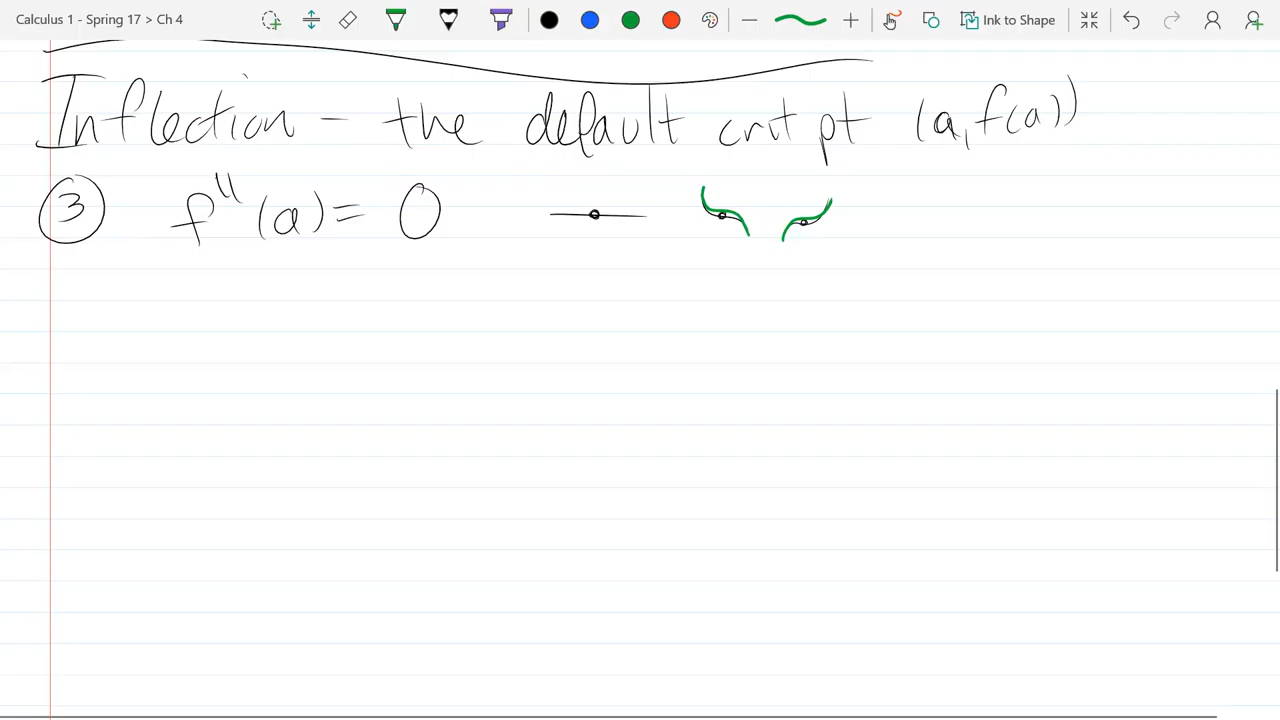 Calculus 1 - Spring 17 > Ch 4
Ink to Shape
Inflection - the default crit pt (a, f(a))
③ f''(a) = 0